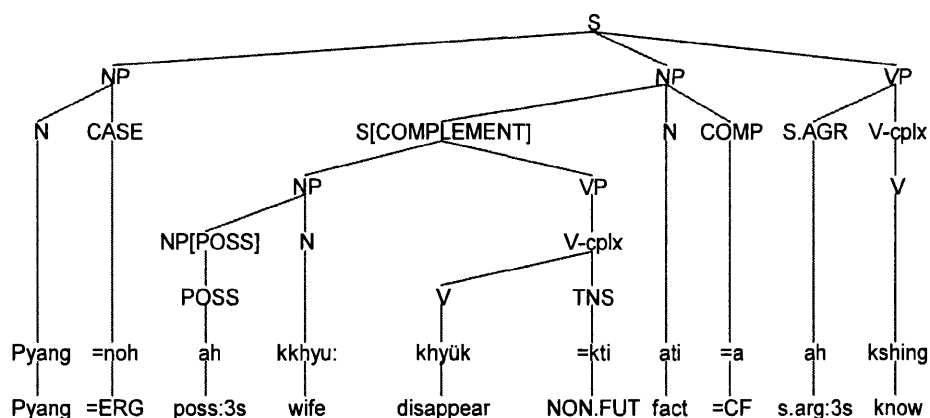 S
NP NP VP
N CASE S[COMPLEMENT] N COMP S.AGR V-cplx
NP VP V
NP[POSS] N V-cplx
POSS V TNS
Pyang =noh ah kkhyu: khyük =kti ati =a ah kshing
Pyang =ERG poss:3s wife disappear NON.FUT fact =CF s.arg:3s know